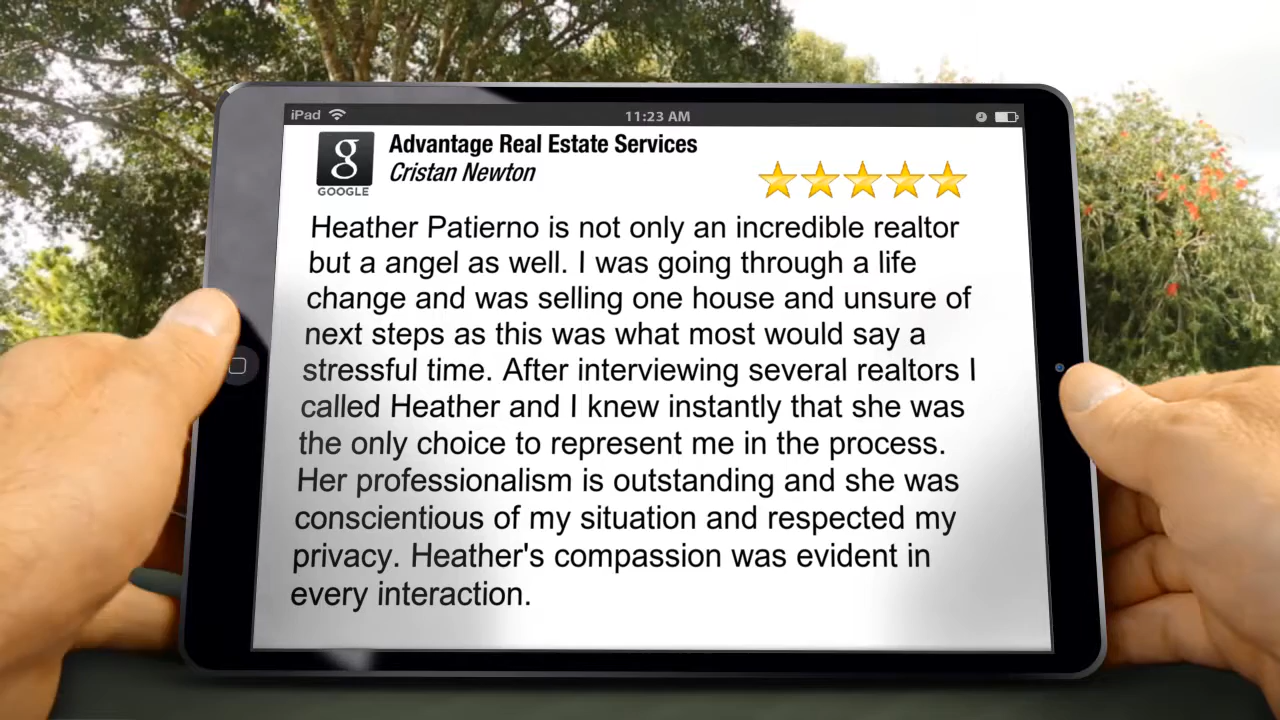 iPad
11:23 AM
g
GOOGLE
Advantage Real Estate Services
Cristan Newton
Heather Patierno is not only an incredible realtor
but a angel as well. I was going through a life
change and was selling one house and unsure of
next steps as this was what most would say a
stressful time. After interviewing several realtors I
called Heather and I knew instantly that she was
the only choice to represent me in the process.
Her professionalism is outstanding and she was
conscientious of my situation and respected my
privacy. Heather's compassion was evident in
every interaction.